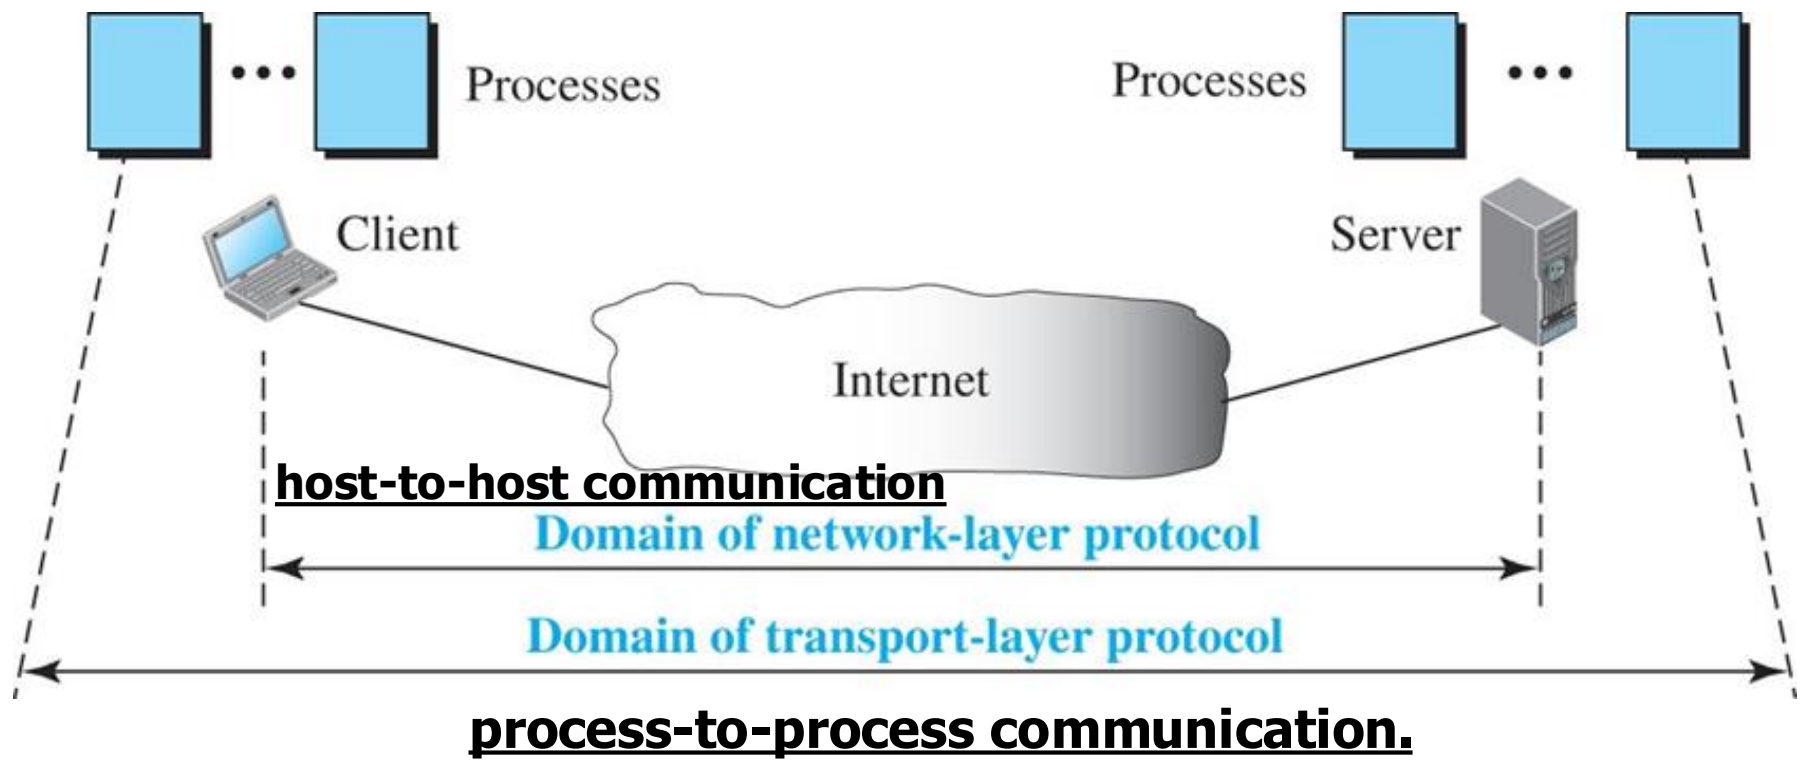 Processes
Processes
Client
Server
Internet
host-to-host communication
Domain of network-layer protocol
Domain of transport-layer protocol
process-to-process communication.